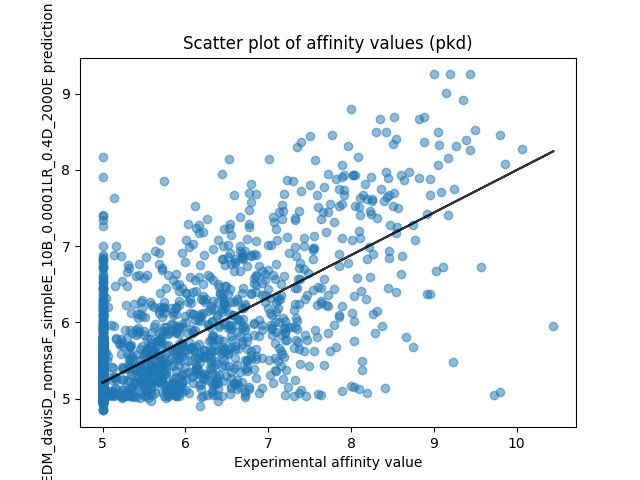 Scatter plot of affinity values (pkd)
EDM_davisD_nomsaF_simpleE_10B_0.0001LR_0.4D_2000E prediction
9
8
7
6
5
5 6 7 8 9 10
Experimental affinity value